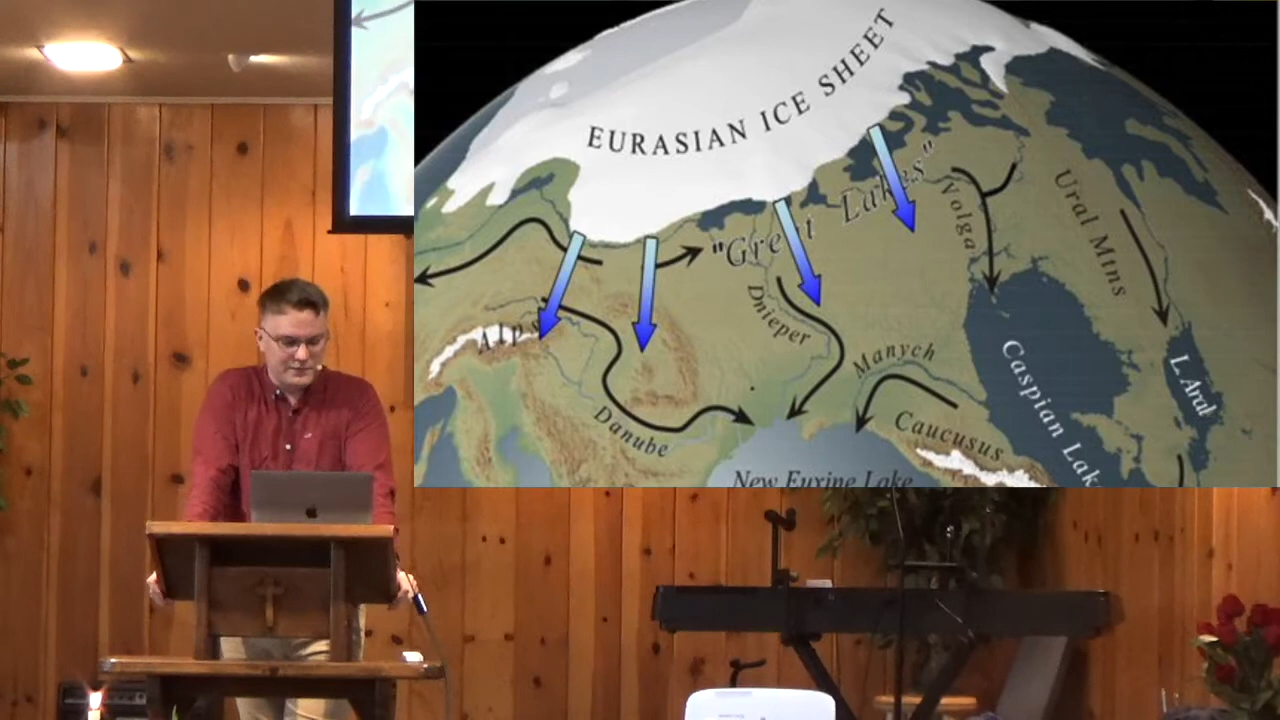 EURASIAN ICE SHEET
"Great Lakes"
Volga
Ural Mtns
Alps
Dnieper
Manych
Danube
Caucusus
Caspian Lak
L. Aral
New Euxine Lake